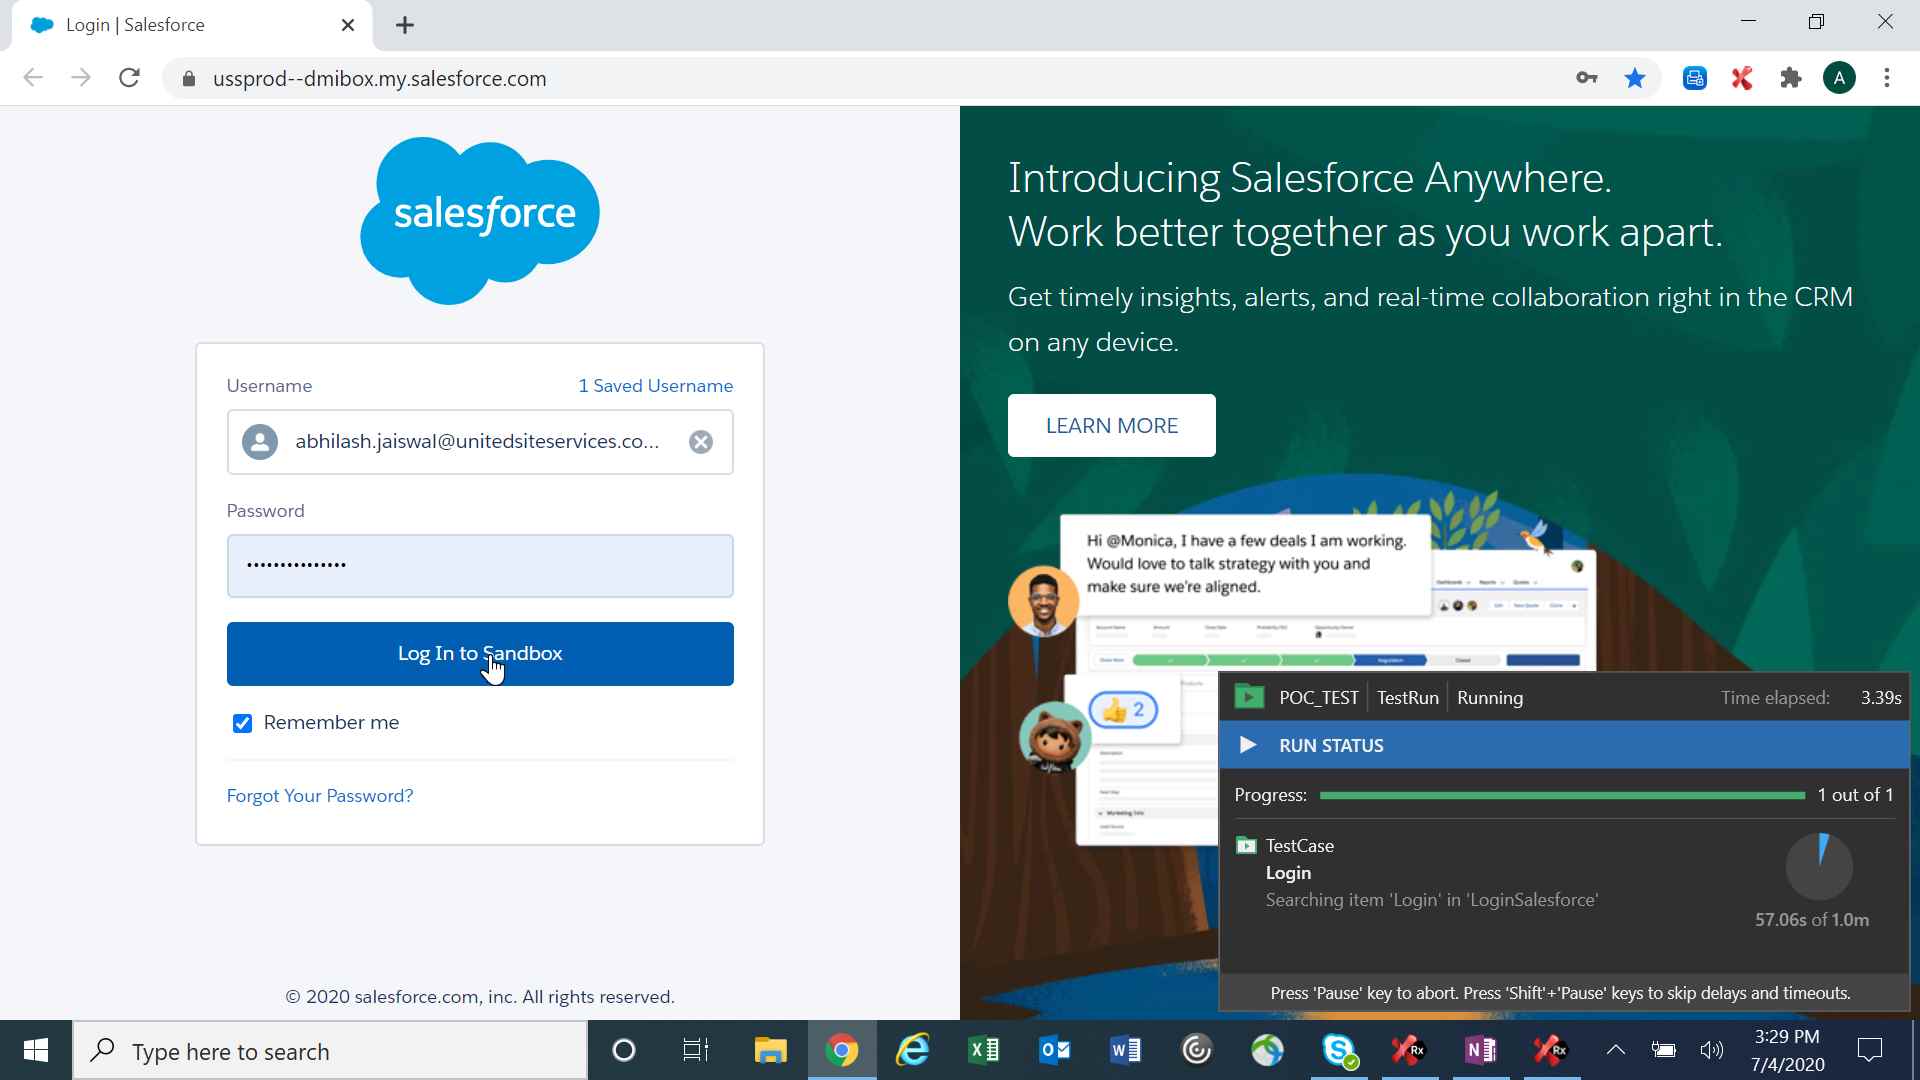 Login | Salesforce
ussprod--dmibox.my.salesforce.com
A
salesforce
Username
1 Saved Username
abhilash.jaiswal@unitedsiteservices.co...
Password
Log In to Sandbox
Remember me
Forgot Your Password?
© 2020 salesforce.com, inc. All rights reserved.
Introducing Salesforce Anywhere.
Work better together as you work apart.
Get timely insights, alerts, and real-time collaboration right in the CRM
on any device.
LEARN MORE
Hi @Monica, I have a few deals I am working.
Would love to talk strategy with you and
make sure we're aligned.
2
POC_TEST TestRun Running Time elapsed: 3.39s
RUN STATUS
Progress: 1 out of 1
TestCase
Login
Searching item 'Login' in 'LoginSalesforce'
57.06s of 1.0m
Press 'Pause' key to abort. Press 'Shift'+'Pause' keys to skip delays and timeouts.
Type here to search
Rx
Rx
3:29 PM
7/4/2020